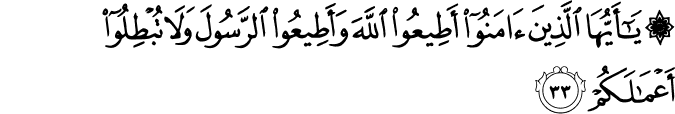 ۞ يَٰٓأَيُّهَا ٱلَّذِينَ ءَامَنُوٓا۟ أَطِيعُوا۟ ٱللَّهَ وَأَطِيعُوا۟ ٱلرَّسُولَ وَلَا تُبْطِلُوٓا۟
أَعْمَٰلَكُمْ ٣٣